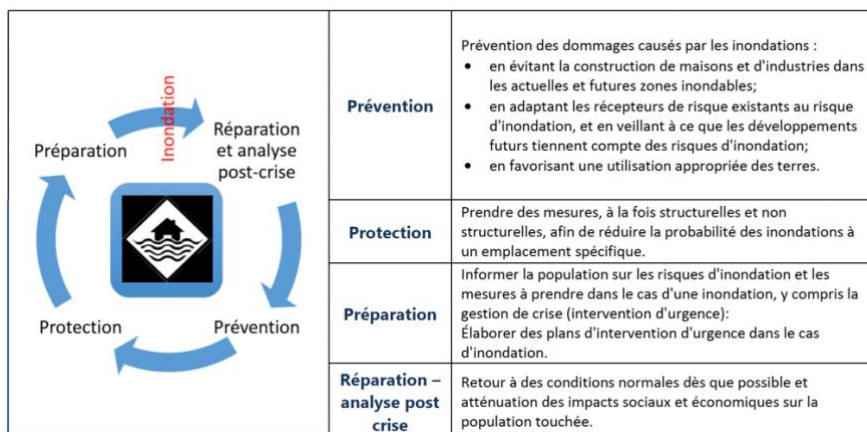 Inondation
Préparation
Réparation
et analyse
post-crise
Protection
Prévention
Prévention
Prévention des dommages causés par les inondations :
• en évitant la construction de maisons et d'industries dans
les actuelles et futures zones inondables;
• en adaptant les récepteurs de risque existants au risque
d'inondation, et en veillant à ce que les développements
futurs tiennent compte des risques d'inondation;
• en favorisant une utilisation appropriée des terres.
Protection
Prendre des mesures, à la fois structurelles et non
structurelles, afin de réduire la probabilité des inondations à
un emplacement spécifique.
Préparation
Informer la population sur les risques d'inondation et les
mesures à prendre dans le cas d'une inondation, y compris la
gestion de crise (intervention d'urgence):
Élaborer des plans d'intervention d'urgence dans le cas
d'inondation.
Réparation –
analyse post
crise
Retour à des conditions normales dès que possible et
atténuation des impacts sociaux et économiques sur la
population touchée.